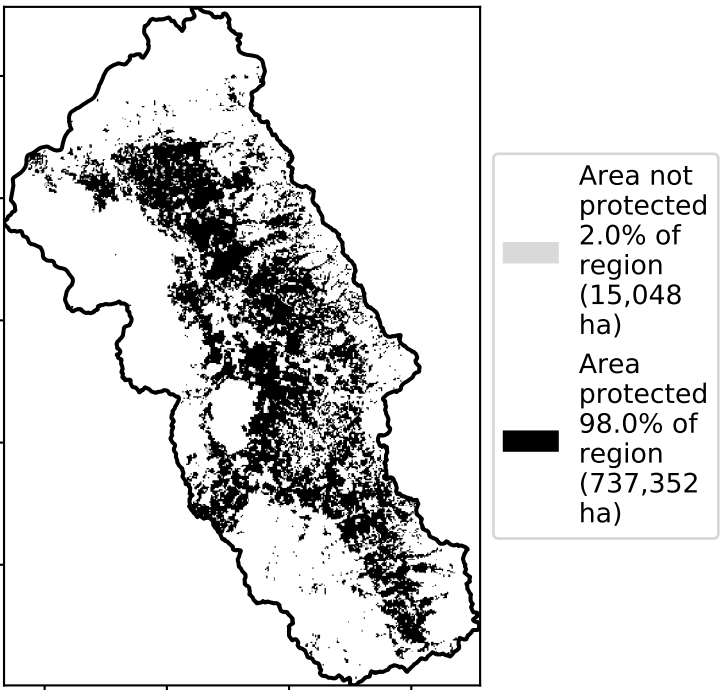 Area not
protected
2.0% of
region
(15,048
ha)
Area
protected
98.0% of
region
(737,352
ha)